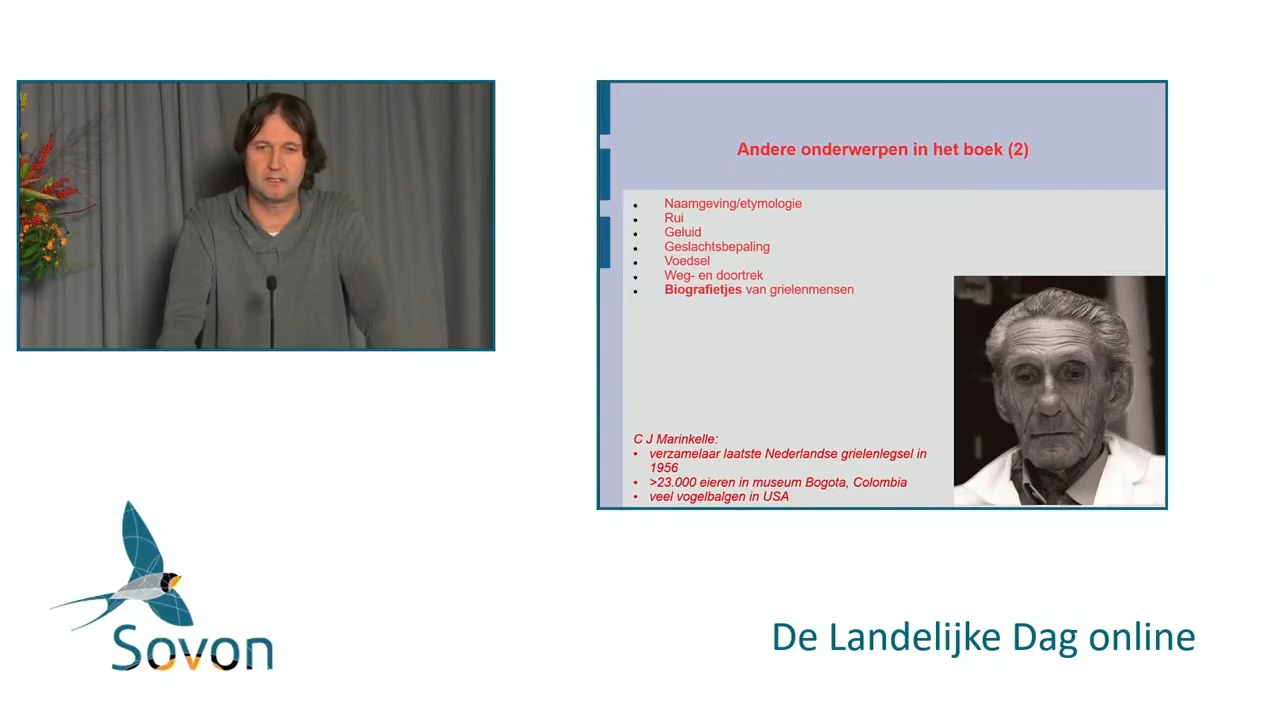 Andere onderwerpen in het boek (2)
• Naamgeving/etymologie
• Rui
• Geluid
• Geslachtsbepaling
• Voedsel
• Weg- en doortrek
• Biografietjes van grielenmensen
C J Marinkelle:
• verzamelaar laatste Nederlandse grielenlegsel in
1956
• >23.000 eieren in museum Bogota, Colombia
• veel vogelbalgen in USA
Sovon
De Landelijke Dag online